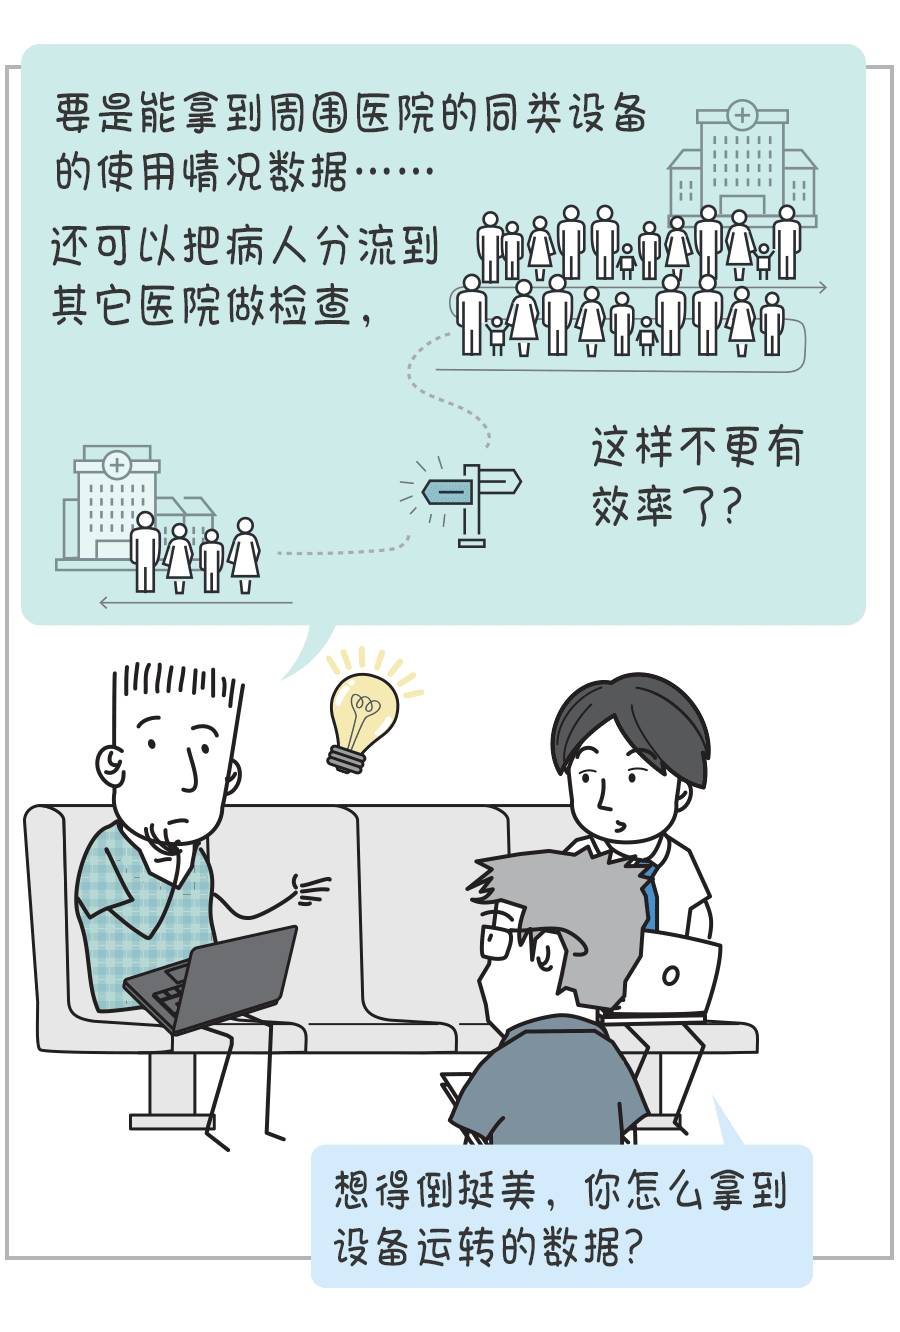 要是能拿到周围医院的同类设备
的使用情况数据……
还可以把病人分流到
其它医院做检查，
这样不更有
效率了？
想得倒挺美，你怎么拿到
设备运转的数据？